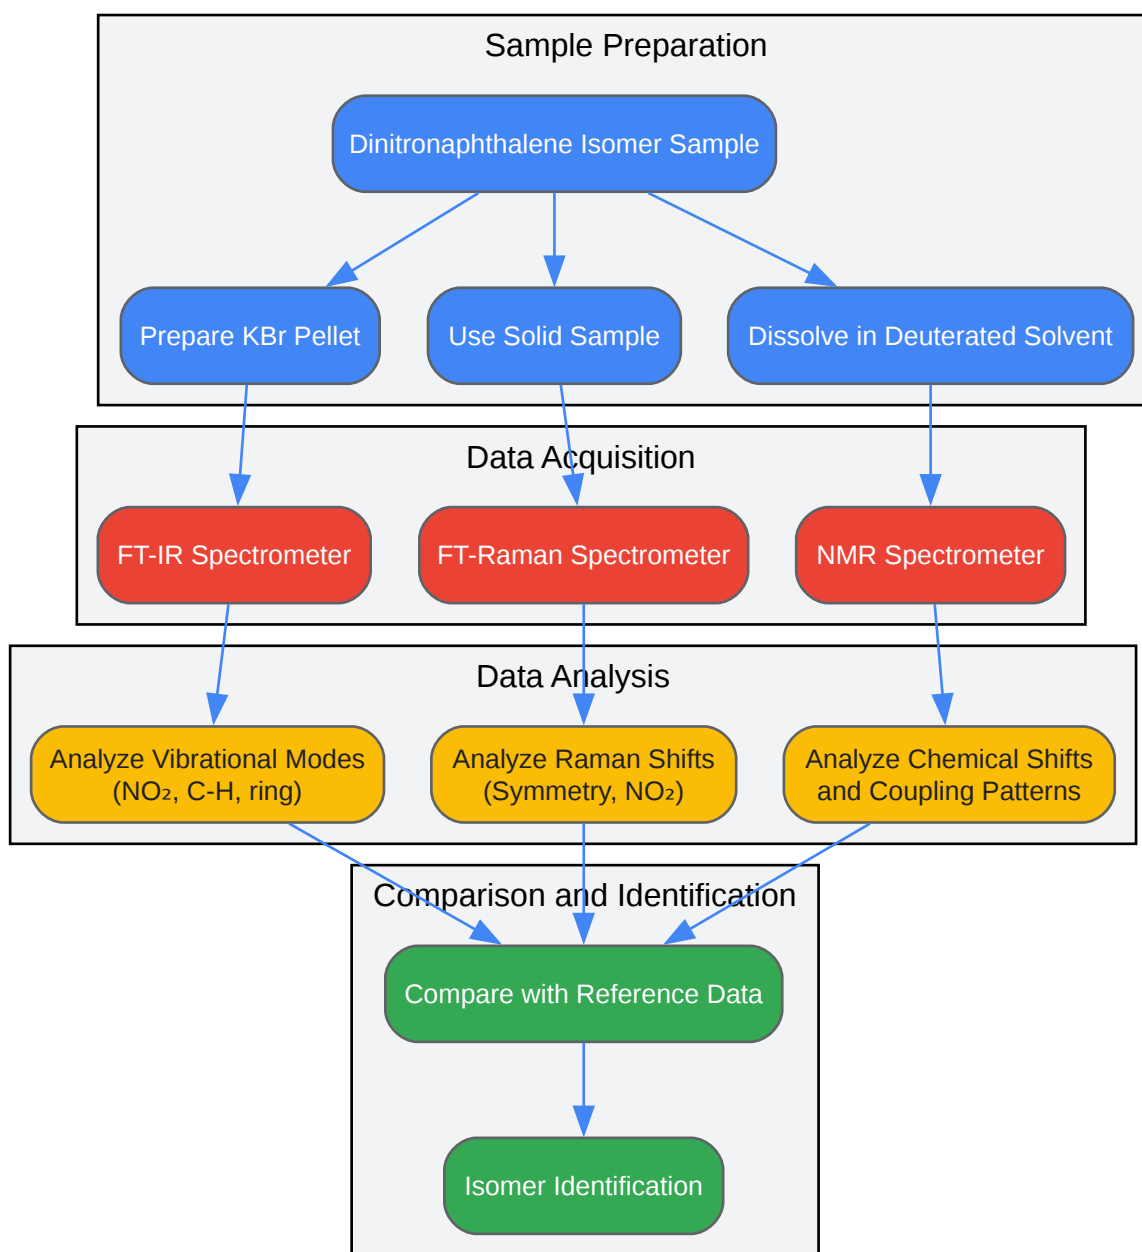 Sample Preparation
Dinitronaphthalene Isomer Sample
Prepare KBr Pellet
Use Solid Sample
Dissolve in Deuterated Solvent
Data Acquisition
FT-IR Spectrometer
FT-Raman Spectrometer
NMR Spectrometer
Data Analysis
Analyze Vibrational Modes
(NO₂, C-H, ring)
Analyze Raman Shifts
(Symmetry, NO₂)
Analyze Chemical Shifts
and Coupling Patterns
Comparison and Identification
Compare with Reference Data
Isomer Identification